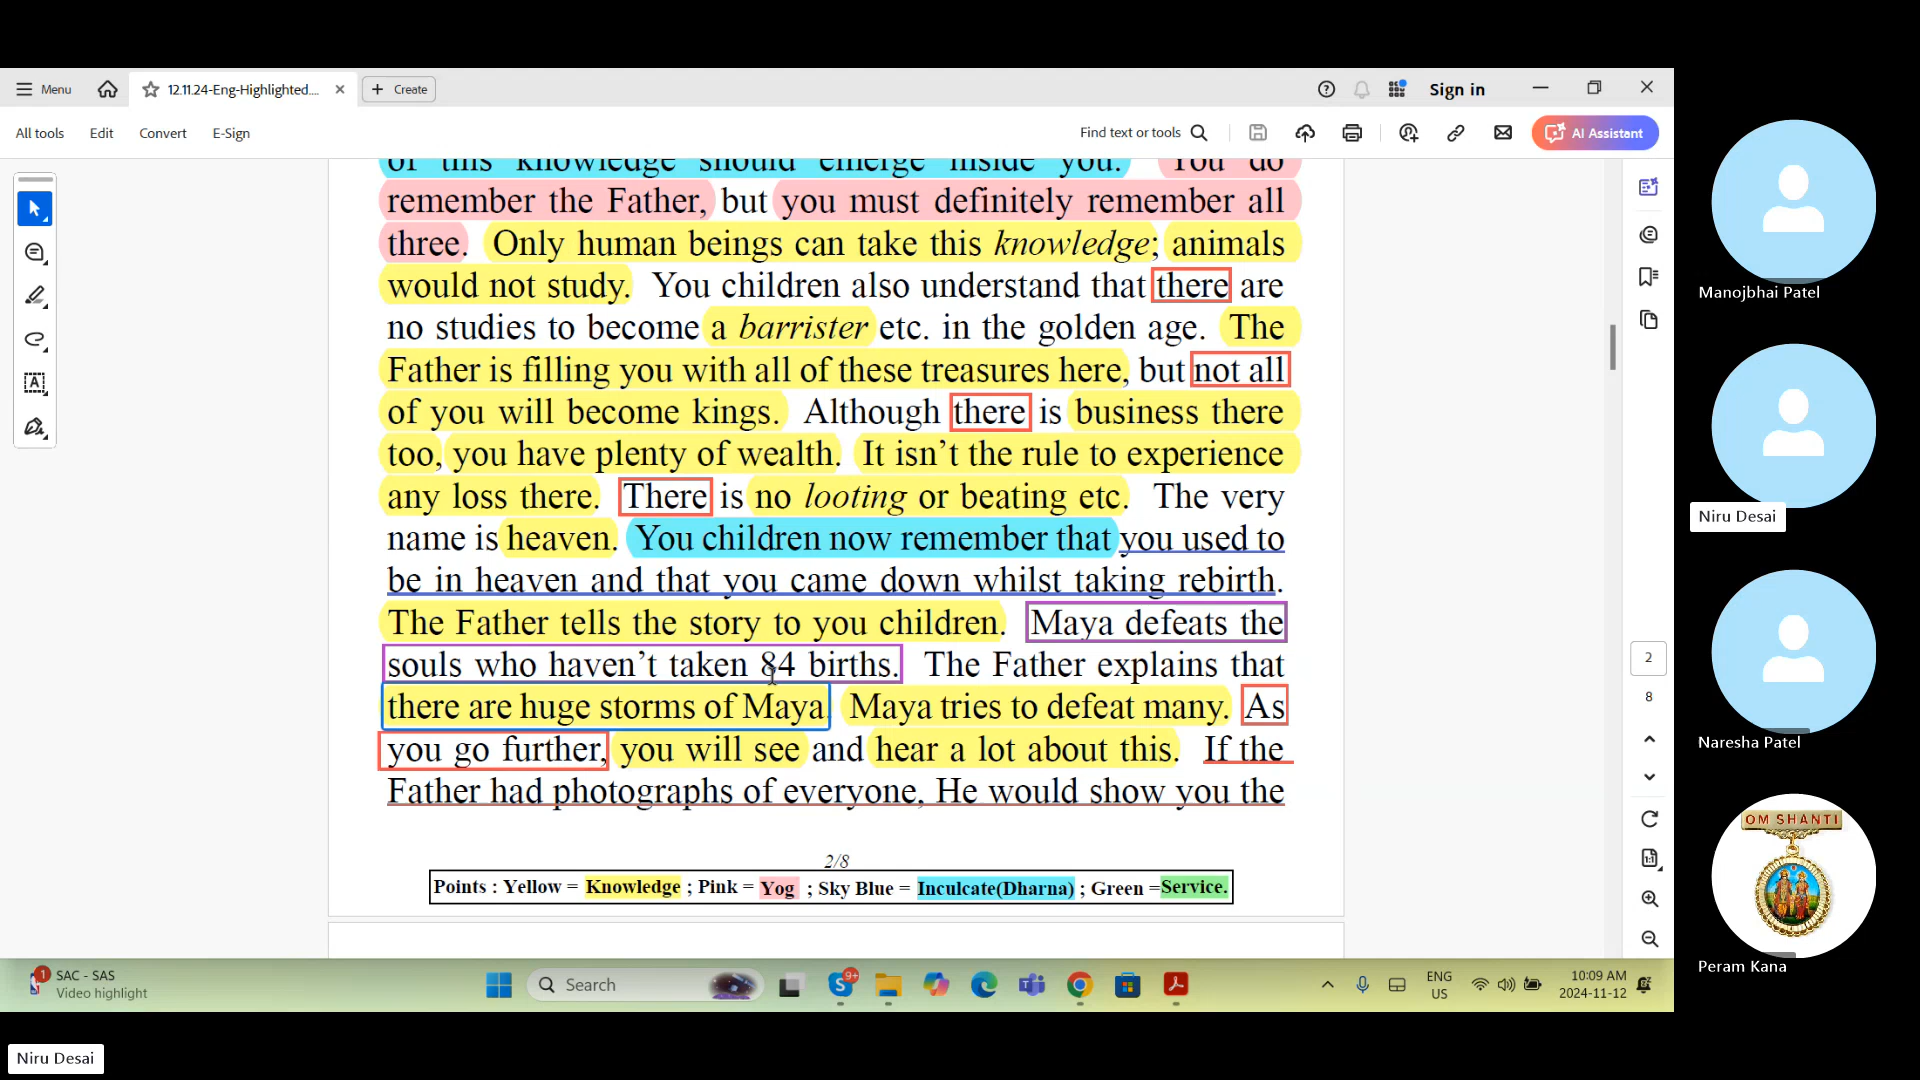 Menu
12.11.24-Eng-Highlighted....
Create
Sign in
All tools
Edit
Convert
E-Sign
Find text or tools
AI Assistant
of this knowledge should emerge inside you. You do
remember the Father, but you must definitely remember all
three. Only human beings can take this knowledge; animals
would not study. You children also understand that there are
no studies to become a barrister etc. in the golden age. The
Father is filling you with all of these treasures here, but not all
of you will become kings. Although there is business there
too, you have plenty of wealth. It isn't the rule to experience
any loss there. There is no looting or beating etc. The very
name is heaven. You children now remember that you used to
be in heaven and that you came down whilst taking rebirth.
The Father tells the story to you children. Maya defeats the
souls who haven't taken 84 births. The Father explains that
there are huge storms of Maya. Maya tries to defeat many. As
you go further, you will see and hear a lot about this. If the
Father had photographs of everyone, He would show you the
2/8
Points : Yellow = Knowledge ; Pink = Yog ; Sky Blue = Inculcate(Dharna) ; Green =Service.
2
8
Manojbhai Patel
Niru Desai
Naresha Patel
OM SHANTI
Peram Kana
1
SAC - SAS
Video highlight
Search
9+
ENG
US
10:09 AM
2024-11-12
Niru Desai